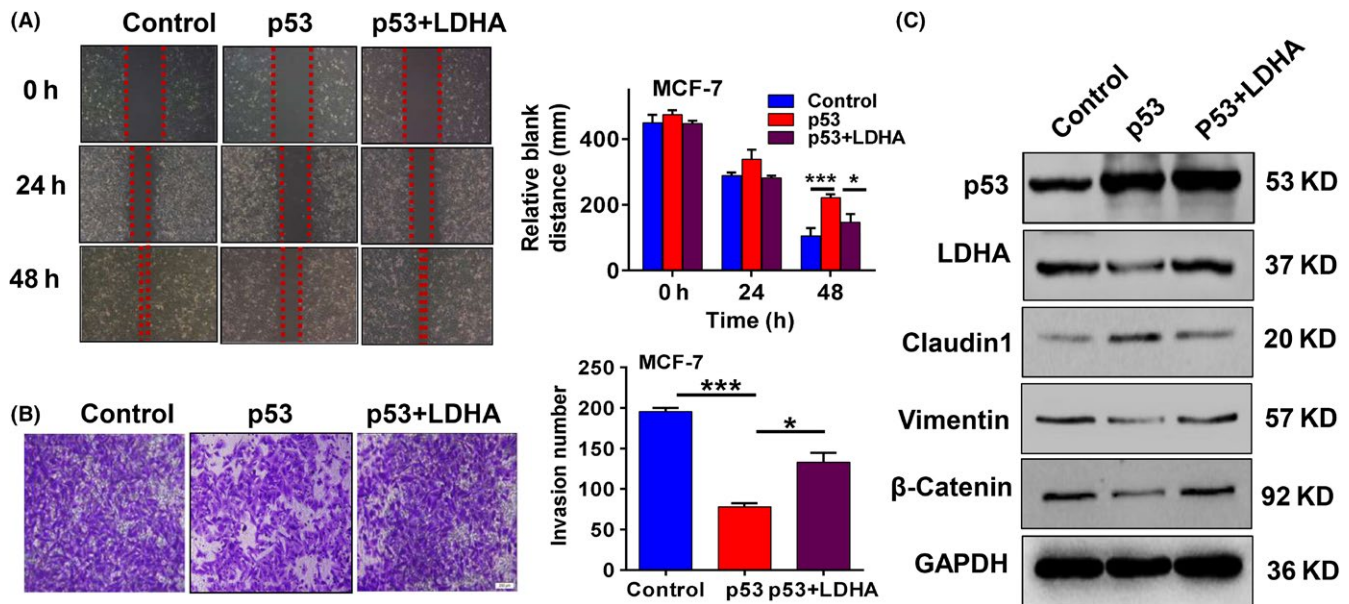 (A)
Control p53 p53+LDHA
0 h
24 h
48 h
MCF-7
Control
p53
p53+LDHA
*** *
Relative blank
distance (mm)
400
200
0
0 h 24 48
Time (h)
(B)
Control p53 p53+LDHA
MCF-7
***
*
Invasion number
250
200
150
100
50
0
Control p53 p53+LDHA
(C)
Control p53 P53+LDHA
p53 53 KD
LDHA 37 KD
Claudin1 20 KD
Vimentin 57 KD
β-Catenin 92 KD
GAPDH 36 KD